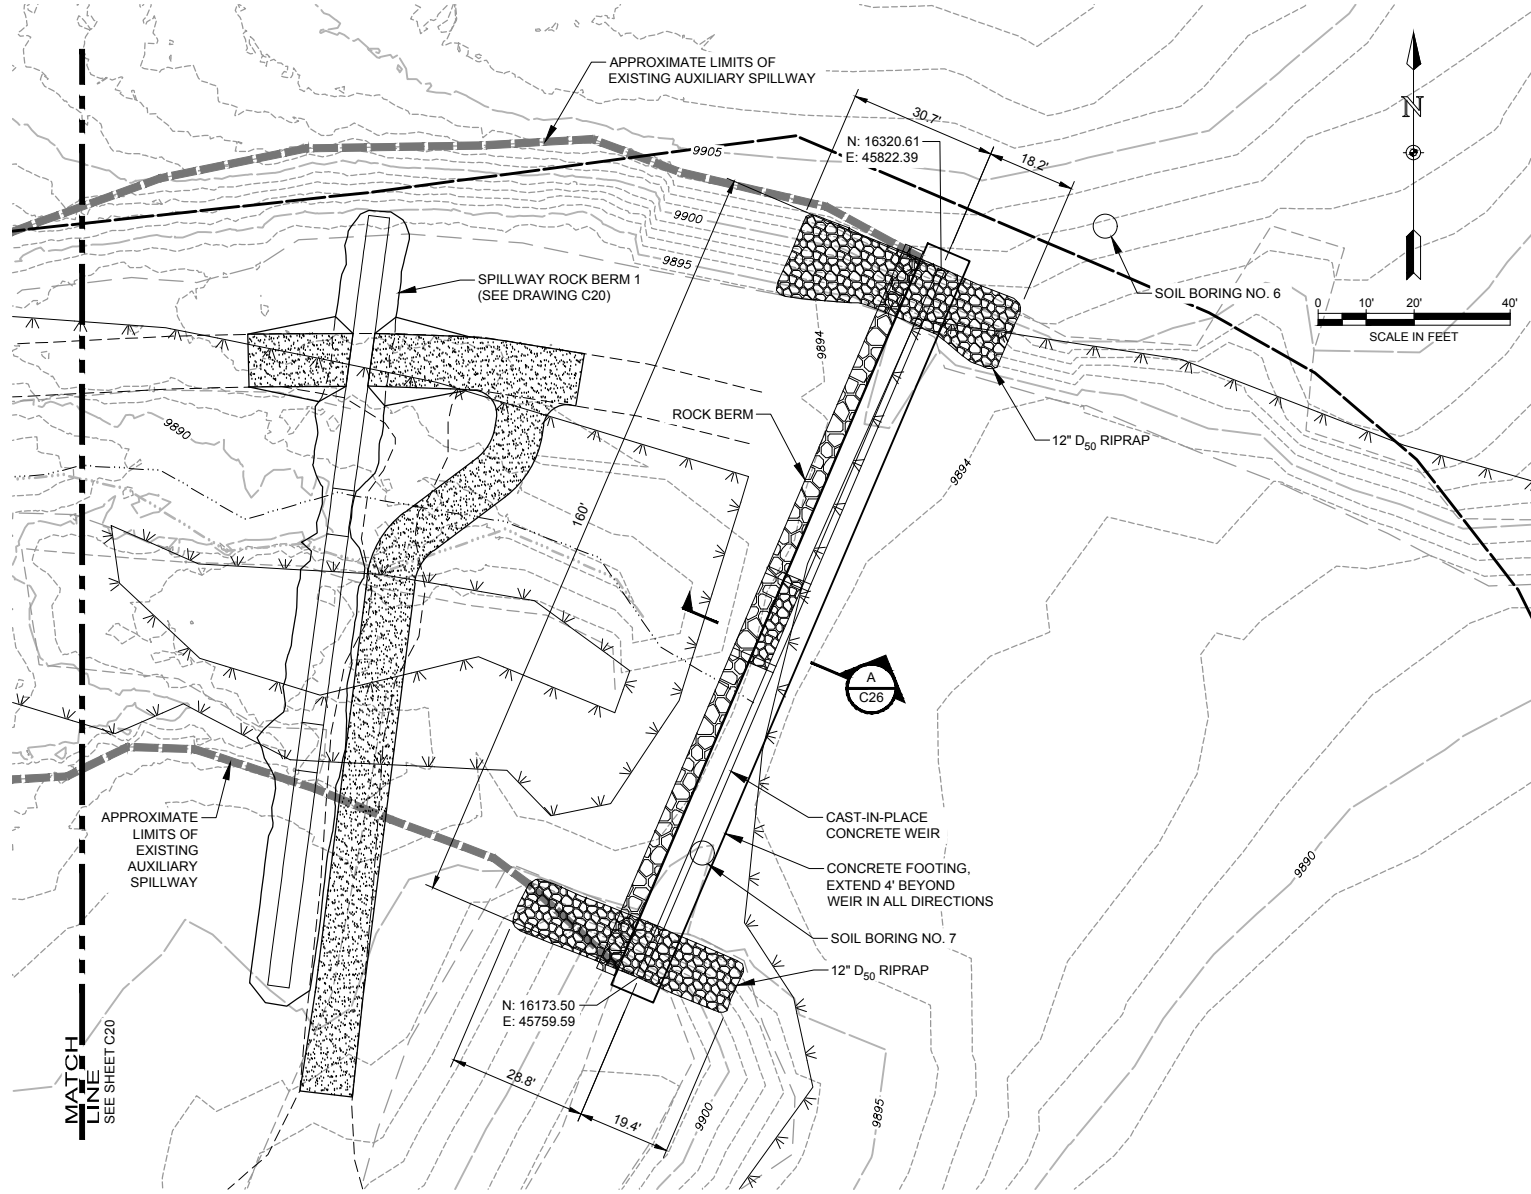 APPROXIMATE LIMITS OF
EXISTING AUXILIARY SPILLWAY
30.7'
N: 16320.61
E: 45822.39
18.2'
N
9905
9900
9895
SPILLWAY ROCK BERM 1
(SEE DRAWING C20)
SOIL BORING NO. 6
0
10'
20'
40'
SCALE IN FEET
9894
ROCK BERM
9890
12" D50 RIPRAP
9894
160'
A
C26
APPROXIMATE
LIMITS OF
EXISTING
AUXILIARY
SPILLWAY
CAST-IN-PLACE
CONCRETE WEIR
CONCRETE FOOTING,
EXTEND 4' BEYOND
WEIR IN ALL DIRECTIONS
9890
SOIL BORING NO. 7
12" D50 RIPRAP
N: 16173.50
E: 45759.59
MATCH
LINE
SEE SHEET C20
28.8'
19.4'
9900
9895